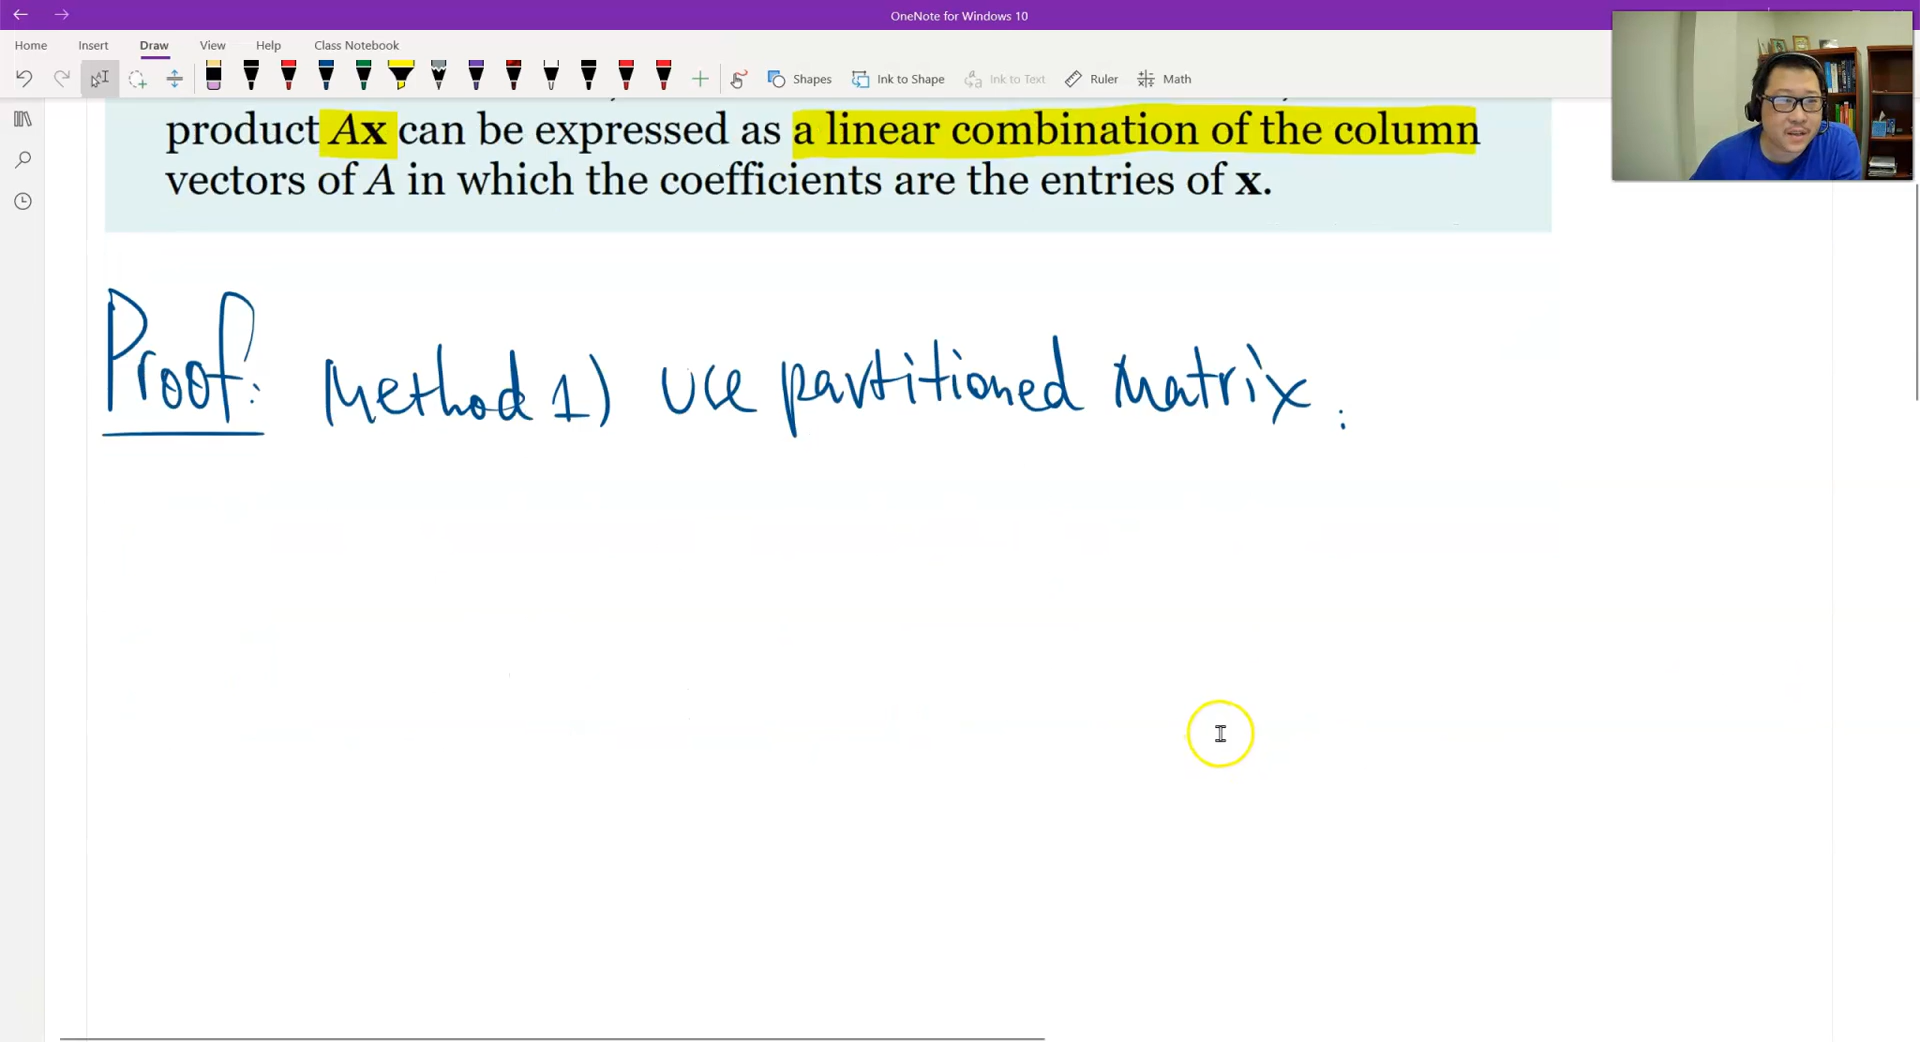 OneNote for Windows 10
Home Insert Draw View Help Class Notebook
Shapes Ink to Shape Ink to Text Ruler Math
product Ax can be expressed as a linear combination of the column
vectors of A in which the coefficients are the entries of x.
Proof: Method 1) use partitioned matrix :